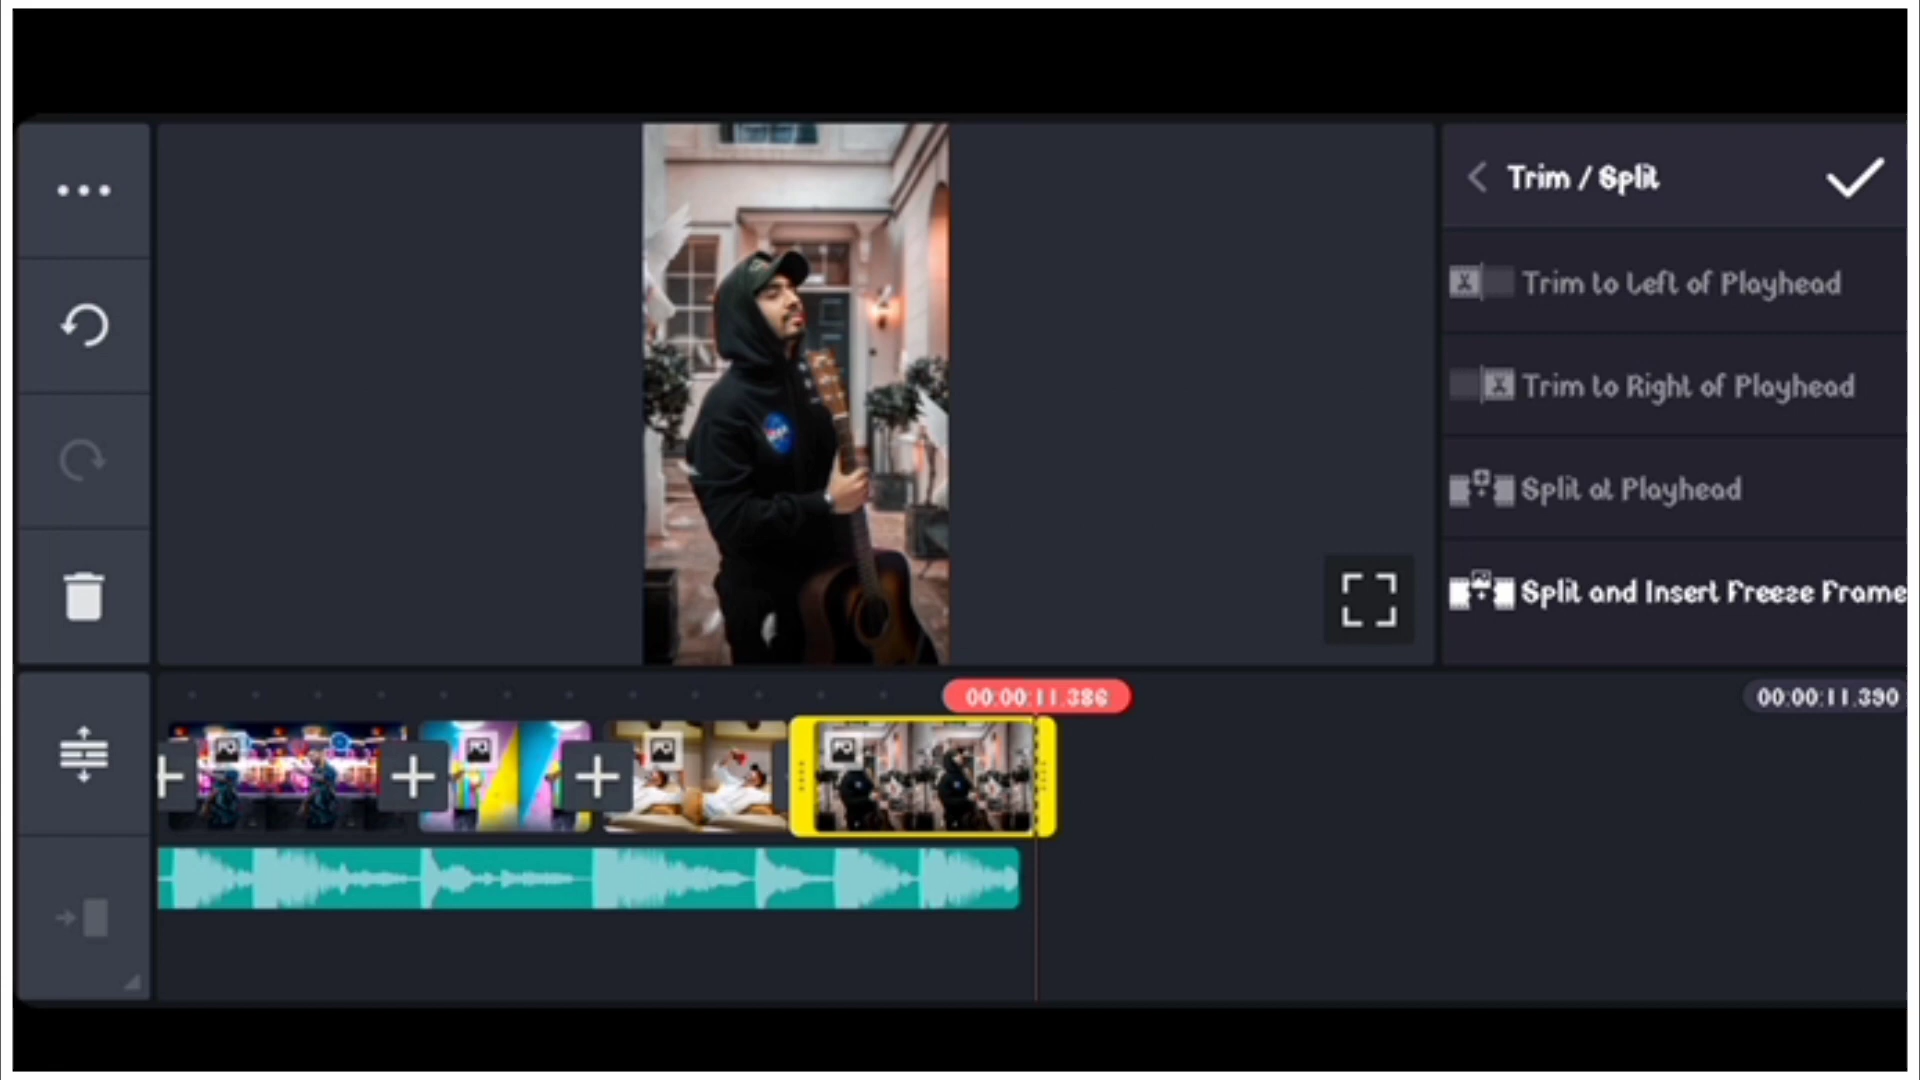 Trim / Split
Trim to Left of Playhead
Trim to Right of Playhead
Split at Playhead
Split and Insert Freeze Frame
00:00:11.386
00:00:11.390
NASA